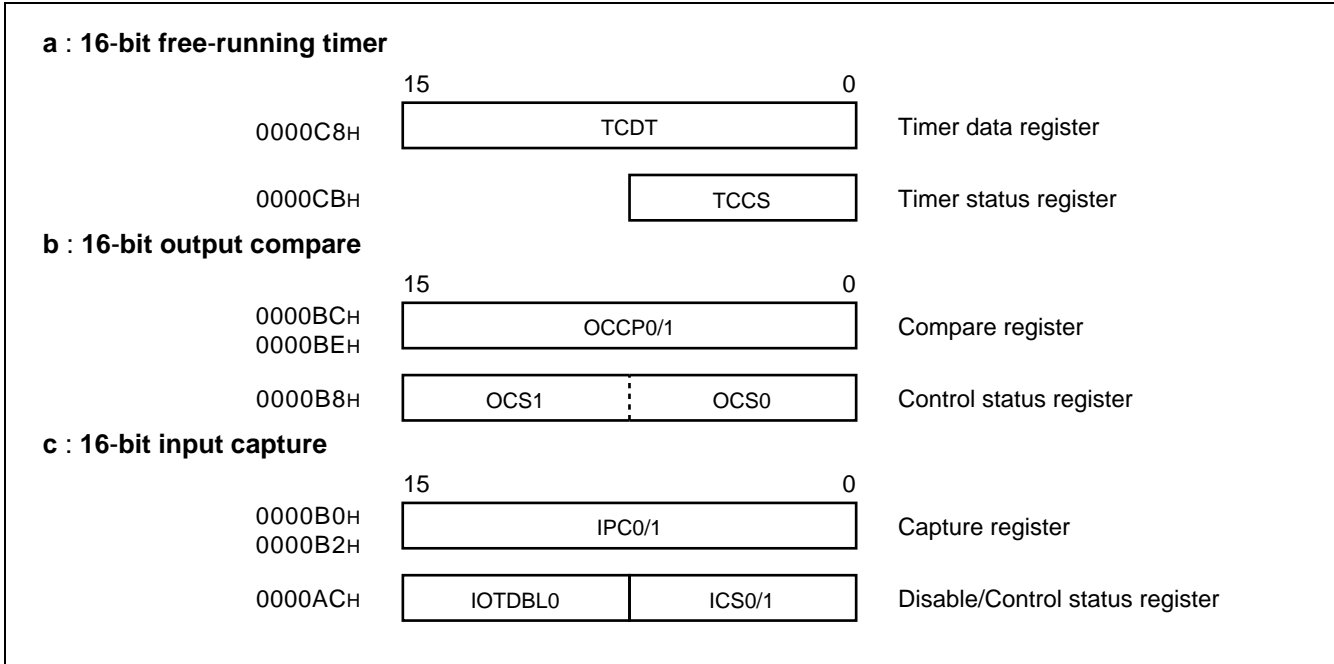 a : 16-bit free-running timer
15 0
0000C8H TCDT Timer data register
0000CBH TCCS Timer status register
b : 16-bit output compare
15 0
0000BCH
0000BEH
OCCP0/1 Compare register
0000B8H OCS1 OCS0 Control status register
c : 16-bit input capture
15 0
0000B0H
0000B2H
IPC0/1 Capture register
0000ACH IOTDBL0 ICS0/1 Disable/Control status register